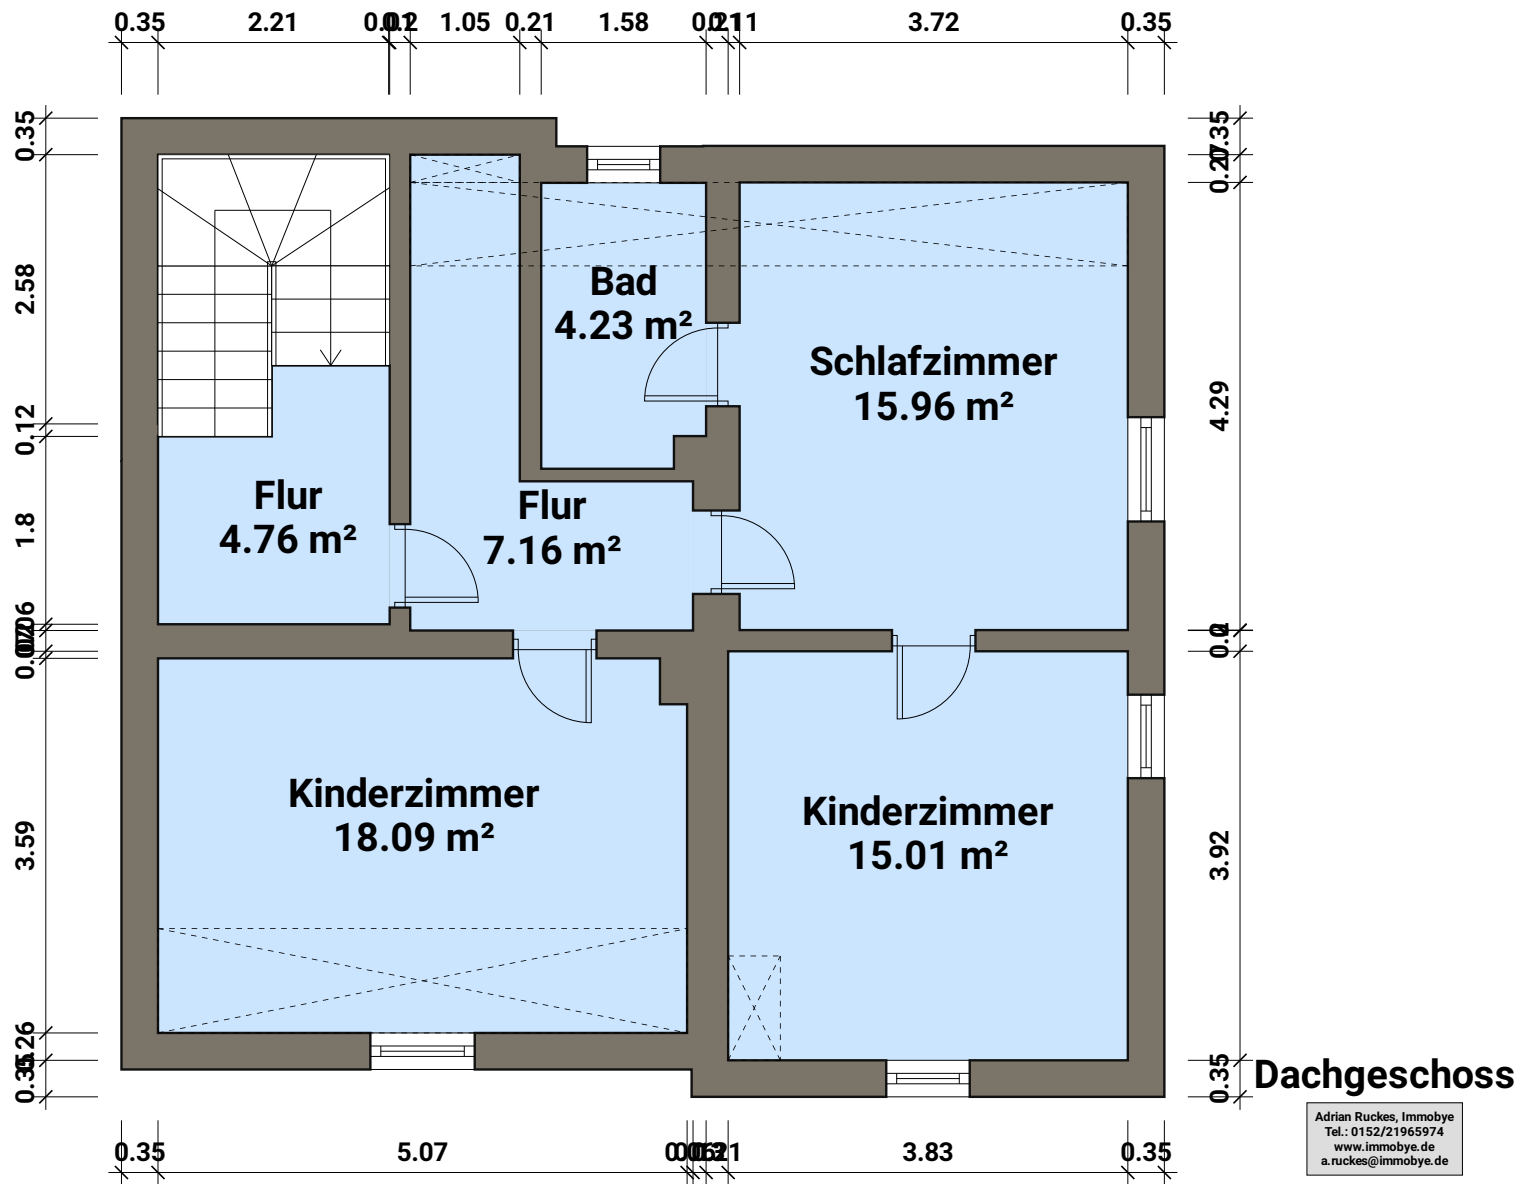 0.35 2.21 1.05 0.21 1.58 3.72 0.35
0.35
2.58
0.12
1.8
3.59
0.35
4.29
3.92
0.35
Bad
4.23 m²
Schlafzimmer
15.96 m²
Flur
4.76 m²
Flur
7.16 m²
Kinderzimmer
18.09 m²
Kinderzimmer
15.01 m²
Dachgeschoss
Adrian Ruckes, Immobye
Tel.: 0152/21965974
www.immobye.de
a.ruckes@immobye.de
0.35 5.07 3.83 0.35